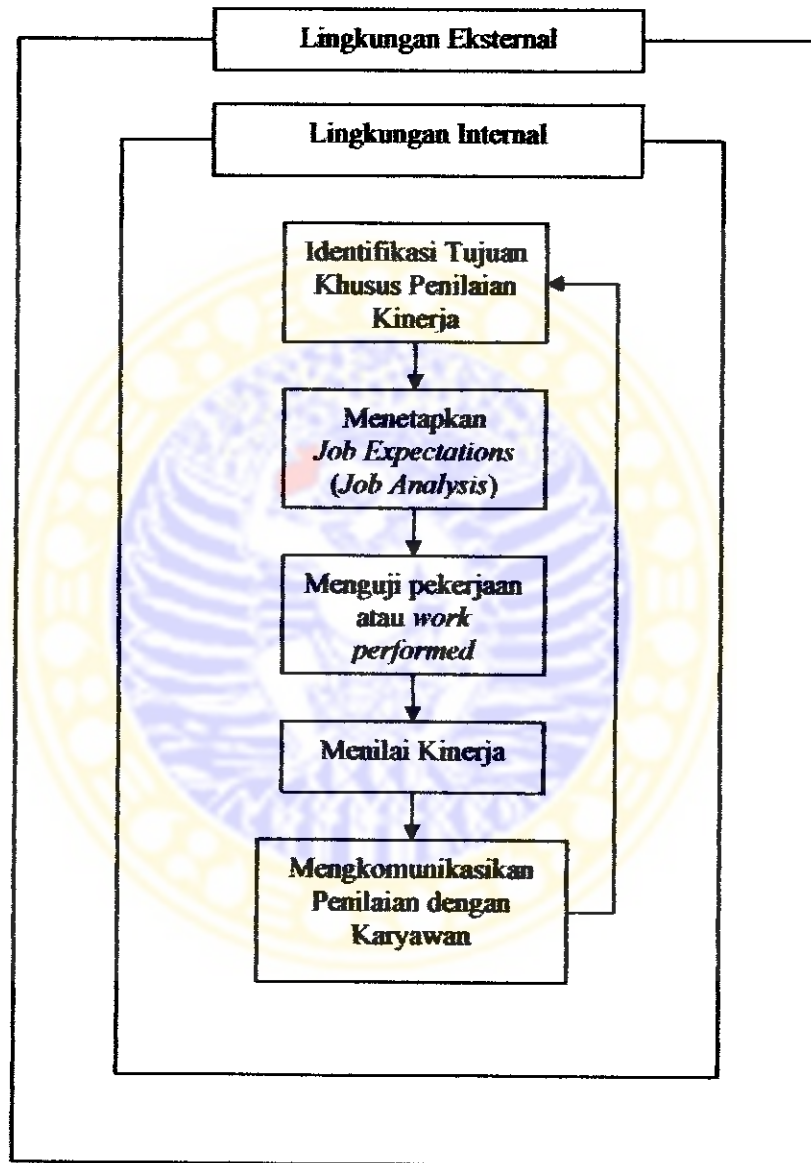 Lingkungan Eksternal
Lingkungan Internal
Identifikasi Tujuan
Khusus Penilaian
Kinerja
Menetapkan
Job Expectations
(Job Analysis)
Menguji pekerjaan
atau work
performed
Menilai Kinerja
Mengkomunikasikan
Penilaian dengan
Karyawan